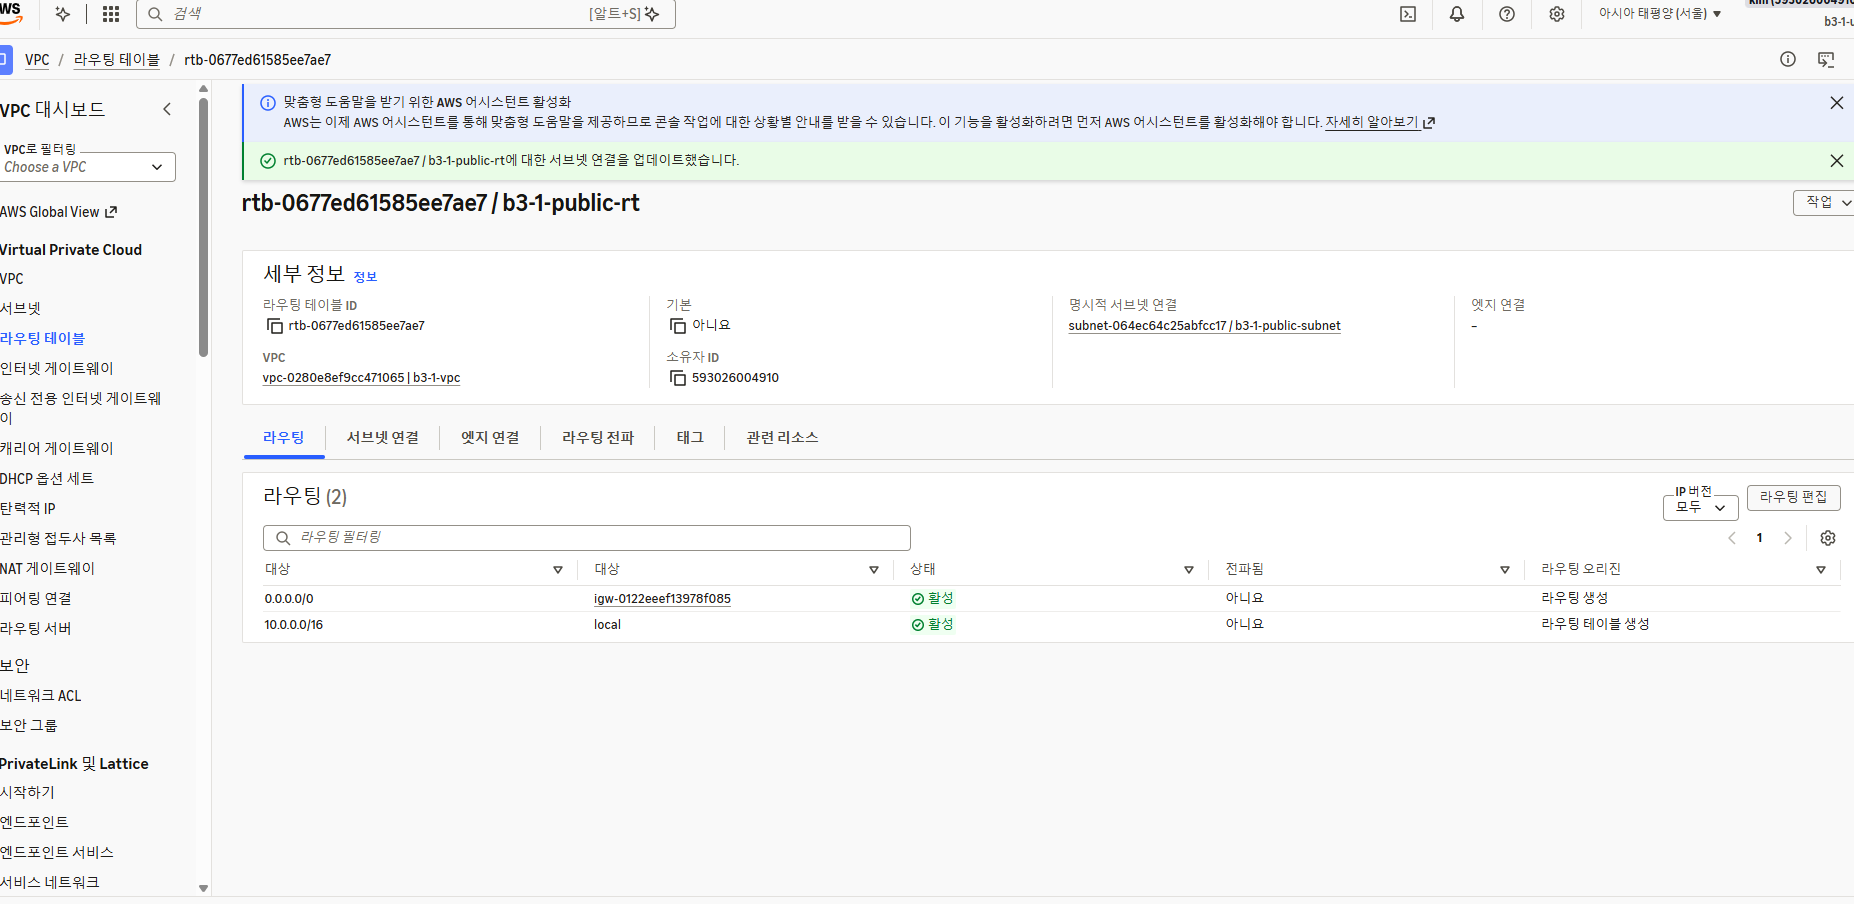 검색
[알트+S]
아시아 태평양 (서울)
VPC / 라우팅 테이블 / rtb-0677ed61585ee7ae7
VPC 대시보드
VPC로 필터링
Choose a VPC
AWS Global View
Virtual Private Cloud
VPC
서브넷
라우팅 테이블
인터넷 게이트웨이
송신 전용 인터넷 게이트웨
이
캐리어 게이트웨이
DHCP 옵션 세트
탄력적 IP
관리형 접두사 목록
NAT 게이트웨이
피어링 연결
라우팅 서버
보안
네트워크 ACL
보안 그룹
PrivateLink 및 Lattice
시작하기
엔드포인트
엔드포인트 서비스
서비스 네트워크
맞춤형 도움말을 받기 위한 AWS 어시스턴트 활성화
AWS는 이제 AWS 어시스턴트를 통해 맞춤형 도움말을 제공하므로 콘솔 작업에 대한 상황별 안내를 받을 수 있습니다. 이 기능을 활성화하려면 먼저 AWS 어시스턴트를 활성화해야 합니다. 자세히 알아보기
rtb-0677ed61585ee7ae7 / b3-1-public-rt에 대한 서브넷 연결을 업데이트했습니다.
rtb-0677ed61585ee7ae7 / b3-1-public-rt
작업
세부 정보 정보
라우팅 테이블 ID
rtb-0677ed61585ee7ae7
VPC
vpc-0280e8ef9cc471065 | b3-1-vpc
기본
아니요
소유자 ID
593026004910
명시적 서브넷 연결
subnet-064ec64c25abfcc17 / b3-1-public-subnet
엣지 연결
–
라우팅 서브넷 연결 엣지 연결 라우팅 전파 태그 관련 리소스
라우팅 (2)
IP 버전
모두
라우팅 편집
라우팅 필터링
1
대상 대상 상태 전파됨 라우팅 오리진
0.0.0.0/0 igw-0122eeef13978f085 활성 아니요 라우팅 생성
10.0.0.0/16 local 활성 아니요 라우팅 테이블 생성